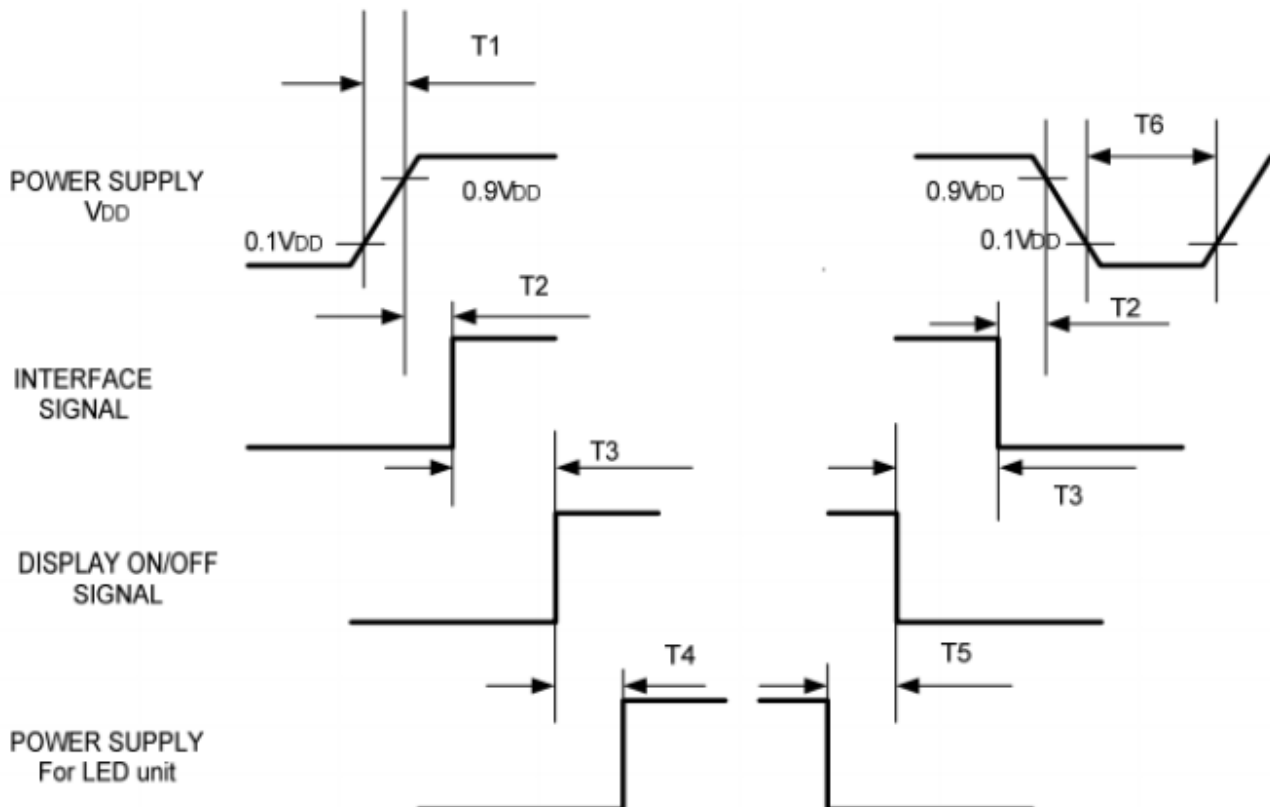 T1
T6
POWER SUPPLY
VDD
0.9VDD
0.9VDD
0.1VDD
0.1VDD
T2
T2
INTERFACE
SIGNAL
T3
T3
DISPLAY ON/OFF
SIGNAL
T4
T5
POWER SUPPLY
For LED unit